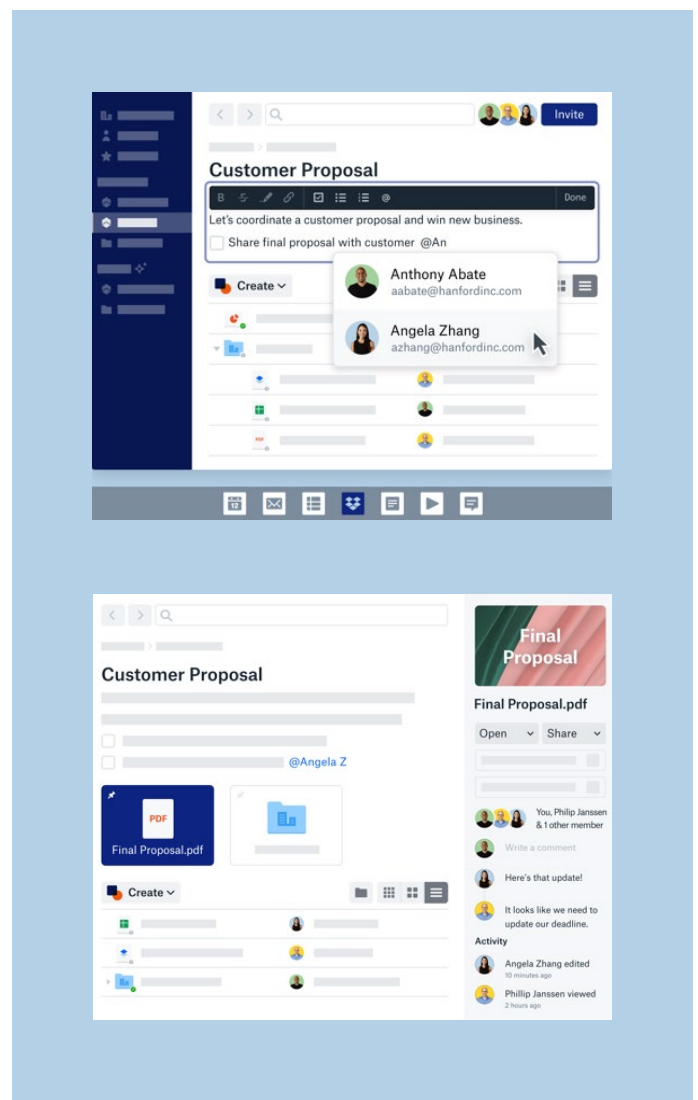 Invite
Customer Proposal
B S @ Done
Let's coordinate a customer proposal and win new business.
Share final proposal with customer @An
Anthony Abate
aabate@hanfordinc.com
Create
Angela Zhang
azhang@hanfordinc.com
PDF
12
Final
Proposal
Customer Proposal
Final Proposal.pdf
Open Share
@Angela Z
PDF
Final Proposal.pdf
You, Philip Janssen
& 1 other member
Write a comment
Here's that update!
Create
It looks like we need to
update our deadline.
Activity
Angela Zhang edited
10 minutes ago
Phillip Janssen viewed
2 hours ago